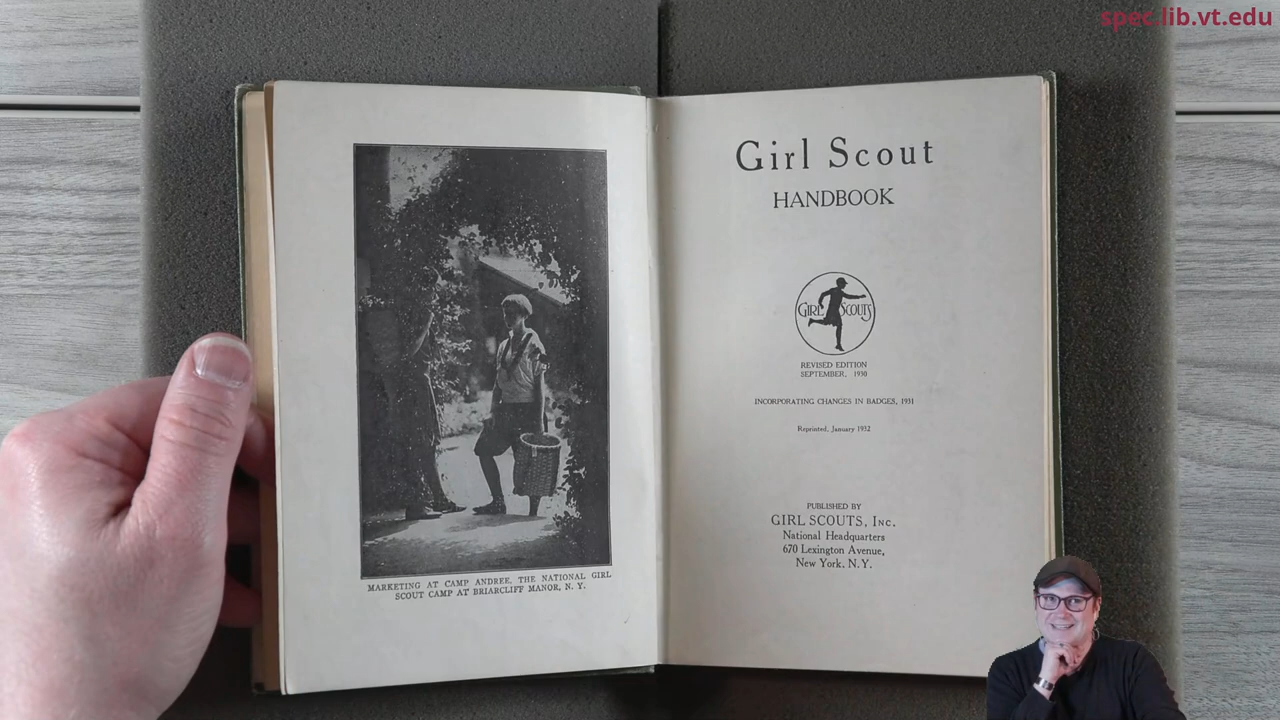 spec.lib.vt.edu
MARKETING AT CAMP ANDREE, THE NATIONAL GIRL
SCOUT CAMP AT BRIARCLIFF MANOR, N. Y.
Girl Scout
HANDBOOK
GIRL SCOUTS
REVISED EDITION
SEPTEMBER, 1930
INCORPORATING CHANGES IN BADGES, 1931
Reprinted, January 1932
PUBLISHED BY
GIRL SCOUTS, INC.
National Headquarters
670 Lexington Avenue,
New York, N.Y.